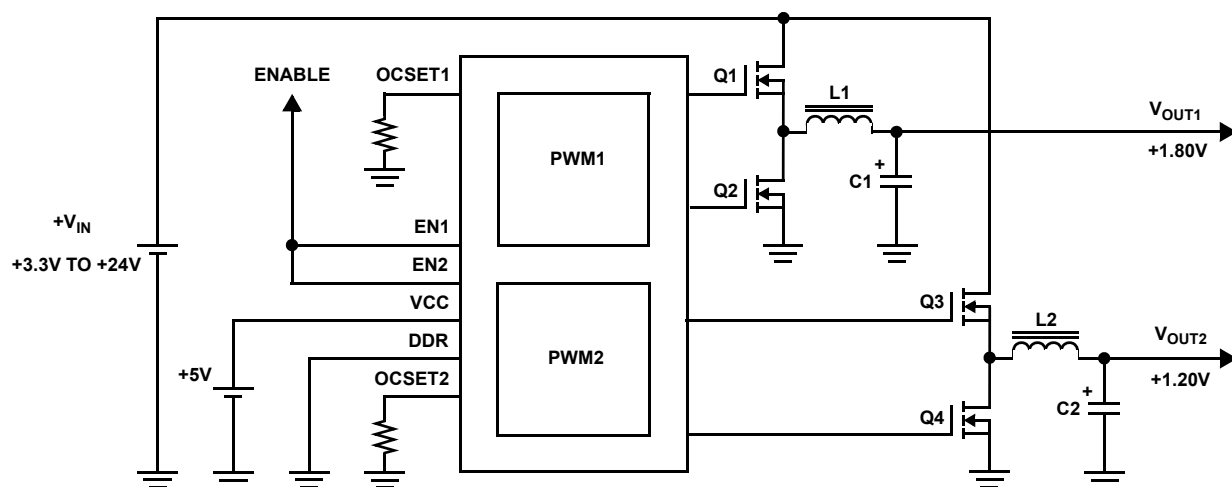 OCSET1
ENABLE
Q1
L1
V_OUT1
PWM1
+1.80V
+
C1
Q2
EN1
+V_IN
+3.3V TO +24V
EN2
VCC
Q3
L2
DDR
V_OUT2
PWM2
+5V
OCSET2
+1.20V
+
C2
Q4